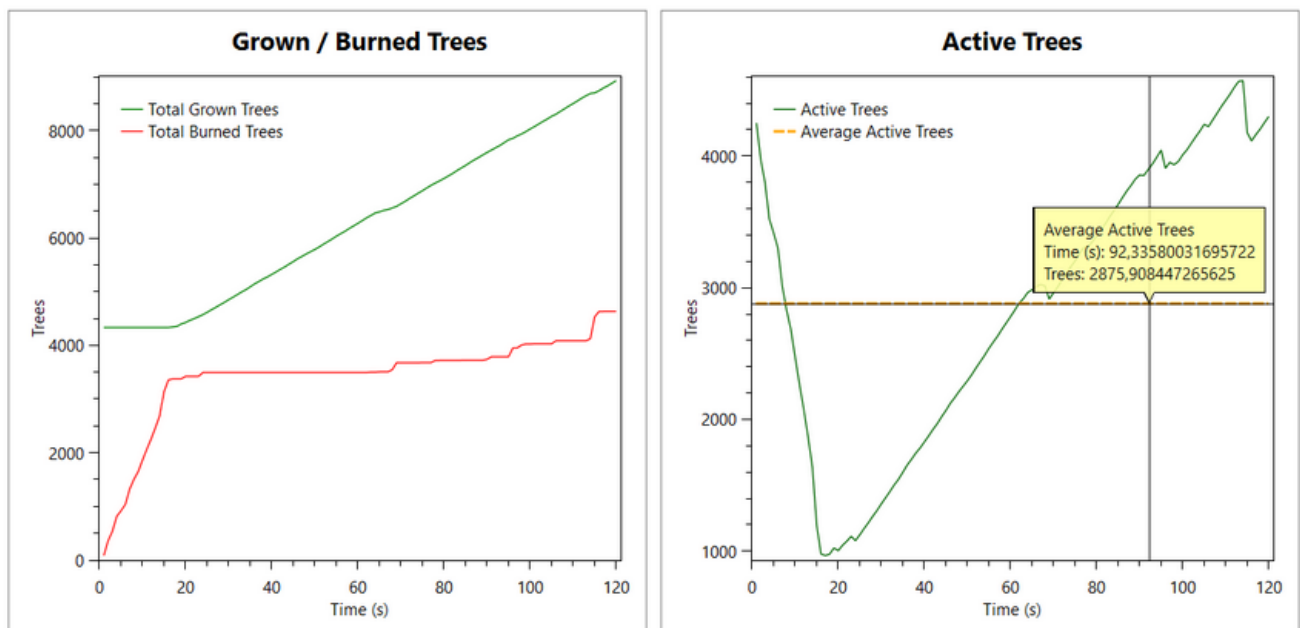 Grown / Burned Trees
Total Grown Trees
Total Burned Trees
8000
6000
4000
2000
0
Trees
0 20 40 60 80 100 120
Time (s)
Active Trees
Active Trees
Average Active Trees
4000
3000
2000
1000
Trees
Average Active Trees
Time (s): 92,33580031695722
Trees: 2875,908447265625
0 20 40 60 80 100 120
Time (s)